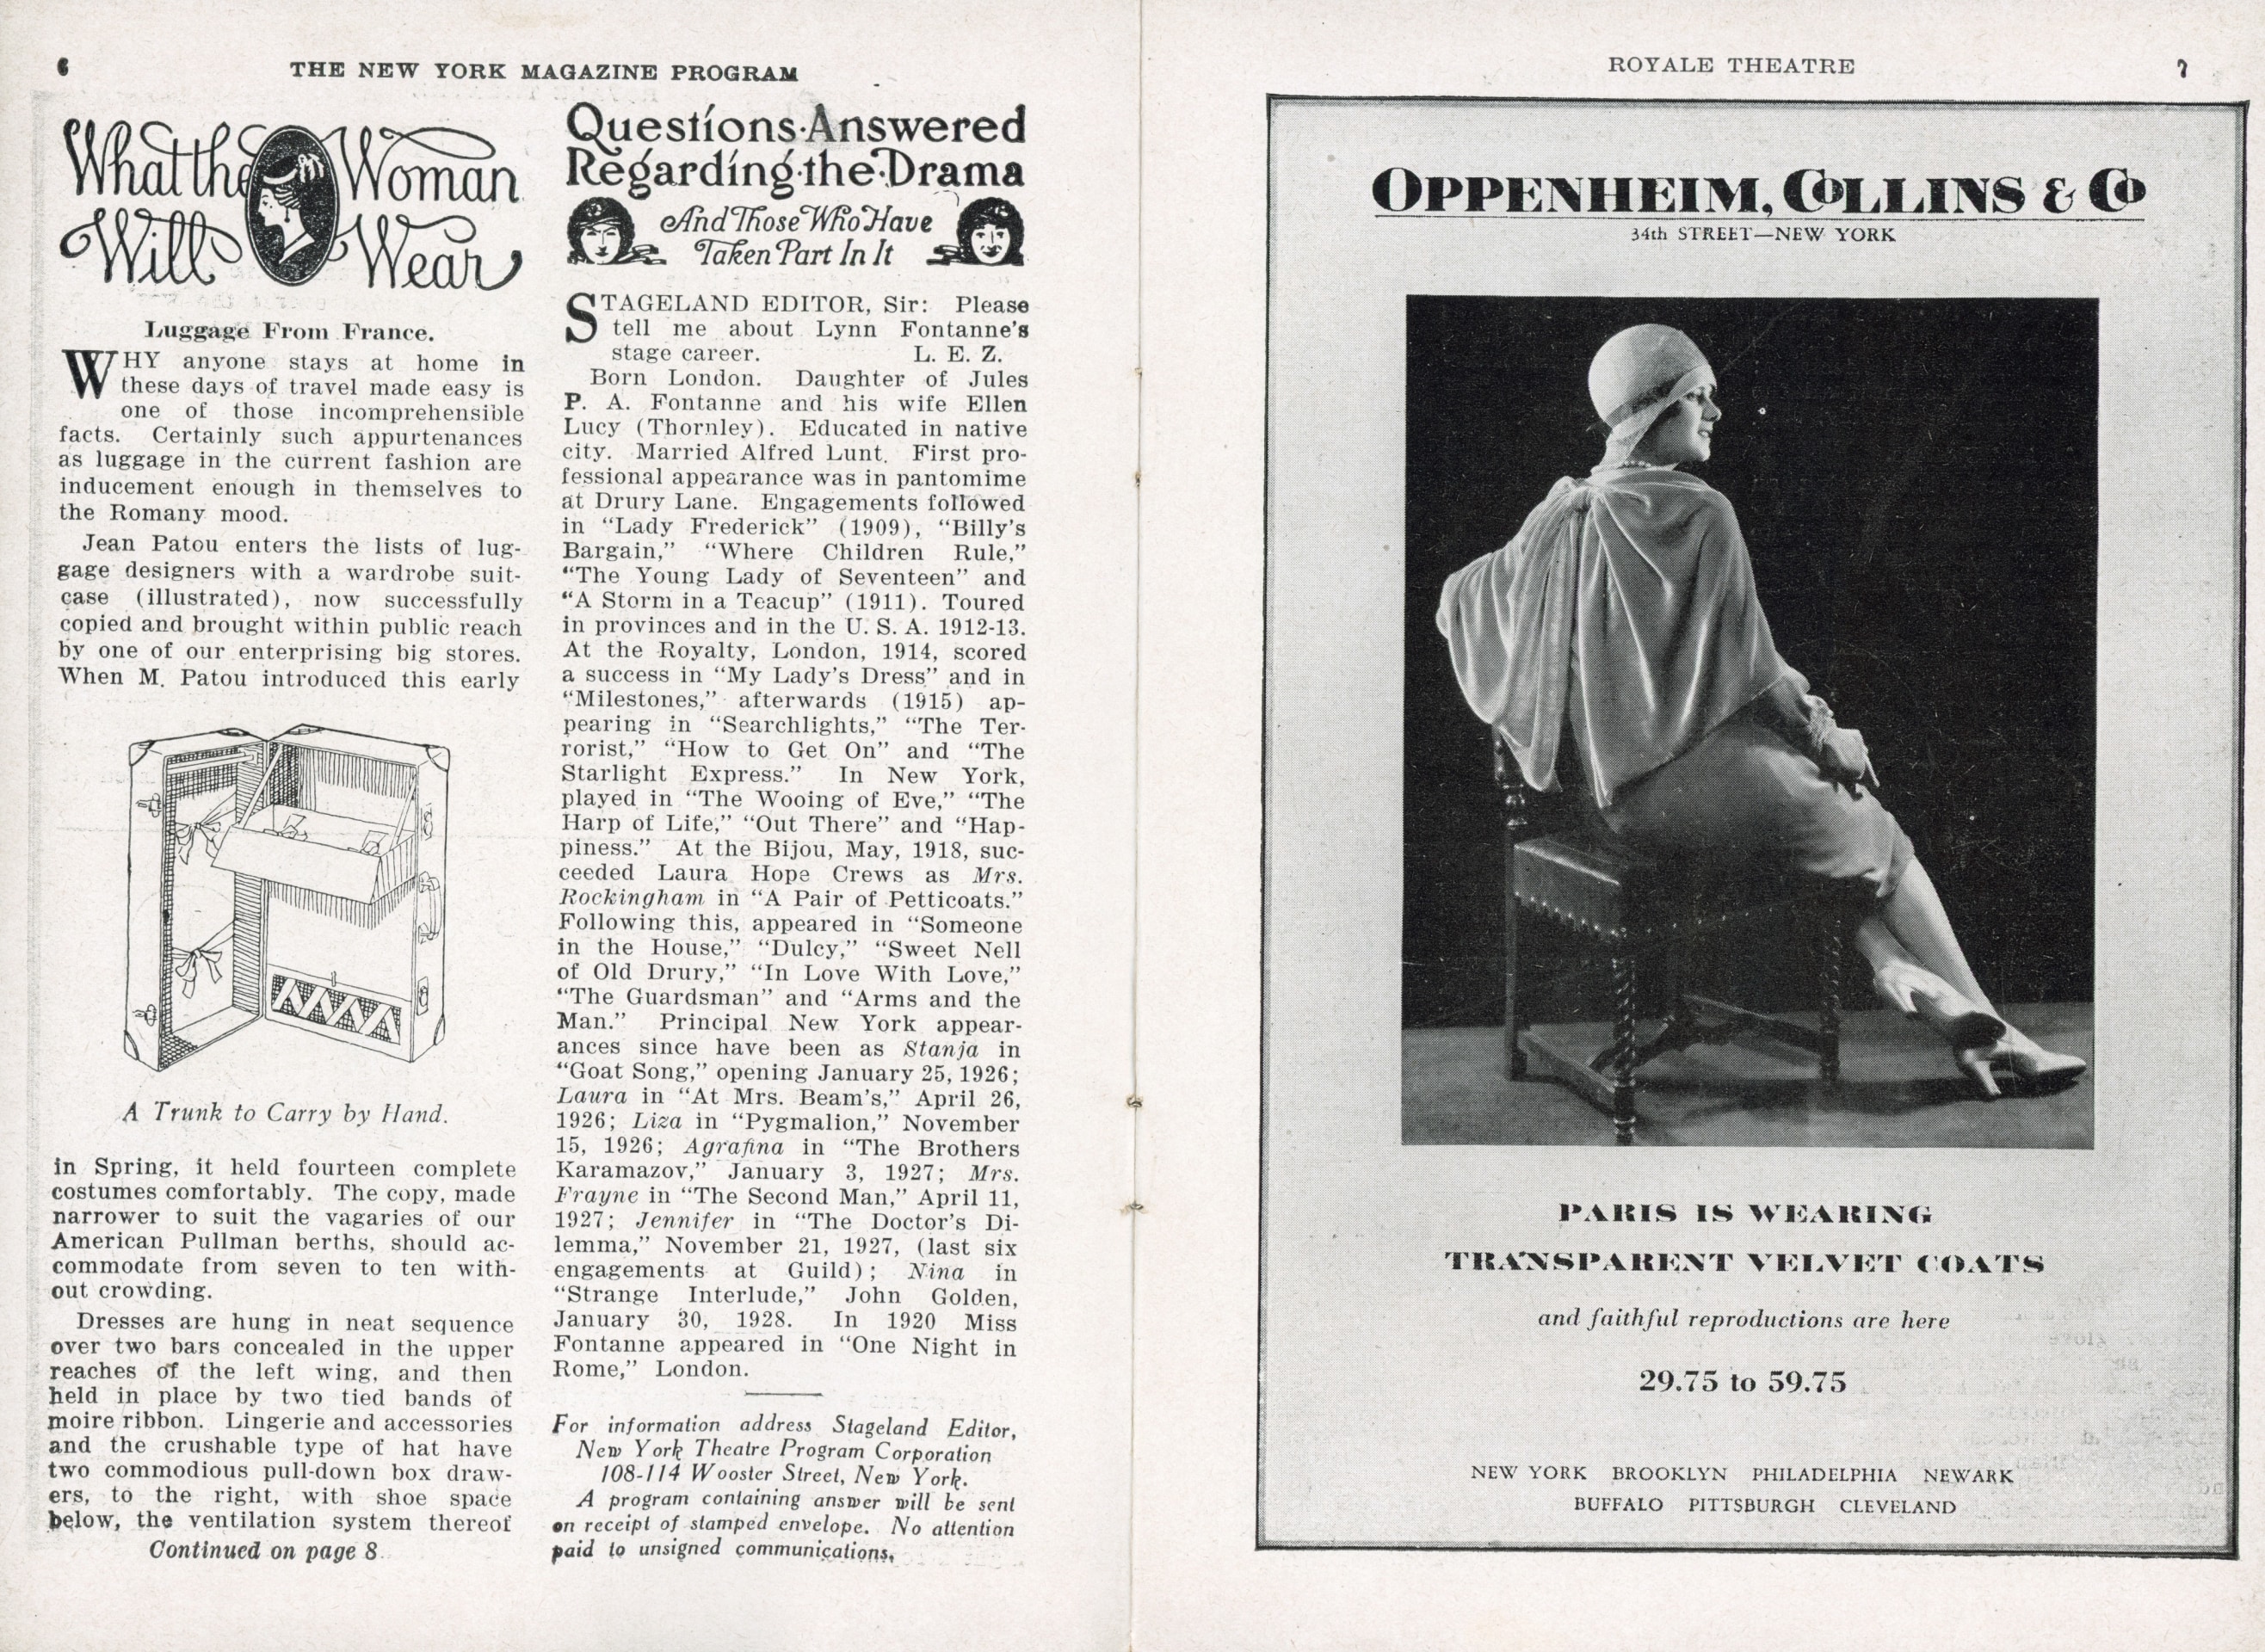 6
THE NEW YORK MAGAZINE PROGRAM
What the Woman
Will Wear
Luggage From France.
WHY anyone stays at home in
these days of travel made easy is
one of those incomprehensible
facts. Certainly such appurtenances
as luggage in the current fashion are
inducement enough in themselves to
the Romany mood.
Jean Patou enters the lists of lug-
gage designers with a wardrobe suit-
case (illustrated), now successfully
copied and brought within public reach
by one of our enterprising big stores.
When M. Patou introduced this early
A Trunk to Carry by Hand.
in Spring, it held fourteen complete
costumes comfortably. The copy, made
narrower to suit the vagaries of our
American Pullman berths, should ac-
commodate from seven to ten with-
out crowding.
Dresses are hung in neat sequence
over two bars concealed in the upper
reaches of the left wing, and then
held in place by two tied bands of
moire ribbon. Lingerie and accessories
and the crushable type of hat have
two commodious pull-down box draw-
ers, to the right, with shoe space
below, the ventilation system thereof
Continued on page 8
Questions·Answered
Regarding·the·Drama
And Those Who Have
Taken Part In It
STAGELAND EDITOR, Sir: Please
tell me about Lynn Fontanne's
stage career. L. E. Z.
Born London. Daughter of Jules
P. A. Fontanne and his wife Ellen
Lucy (Thornley). Educated in native
city. Married Alfred Lunt. First pro-
fessional appearance was in pantomime
at Drury Lane. Engagements followed
in "Lady Frederick" (1909), "Billy's
Bargain," "Where Children Rule,"
"The Young Lady of Seventeen" and
"A Storm in a Teacup" (1911). Toured
in provinces and in the U. S. A. 1912-13.
At the Royalty, London, 1914, scored
a success in "My Lady's Dress" and in
"Milestones," afterwards (1915) ap-
pearing in "Searchlights," "The Ter-
rorist," "How to Get On" and "The
Starlight Express." In New York,
played in "The Wooing of Eve," "The
Harp of Life," "Out There" and "Hap-
piness." At the Bijou, May, 1918, suc-
ceeded Laura Hope Crews as Mrs.
Rockingham in "A Pair of Petticoats."
Following this, appeared in "Someone
in the House," "Dulcy," "Sweet Nell
of Old Drury," "In Love With Love,"
"The Guardsman" and "Arms and the
Man." Principal New York appear-
ances since have been as Stanja in
"Goat Song," opening January 25, 1926;
Laura in "At Mrs. Beam's," April 26,
1926; Liza in "Pygmalion," November
15, 1926; Agrafina in "The Brothers
Karamazov," January 3, 1927; Mrs.
Frayne in "The Second Man," April 11,
1927; Jennifer in "The Doctor's Di-
lemma," November 21, 1927, (last six
engagements at Guild); Nina in
"Strange Interlude," John Golden,
January 30, 1928. In 1920 Miss
Fontanne appeared in "One Night in
Rome," London.
For information address Stageland Editor,
New York Theatre Program Corporation
108-114 Wooster Street, New York.
A program containing answer will be sent
on receipt of stamped envelope. No attention
paid to unsigned communications.
ROYALE THEATRE
7
OPPENHEIM, COLLINS & CO
34th STREET—NEW YORK
PARIS IS WEARING
TRANSPARENT VELVET COATS
and faithful reproductions are here
29.75 to 59.75
NEW YORK BROOKLYN PHILADELPHIA NEWARK
BUFFALO PITTSBURGH CLEVELAND